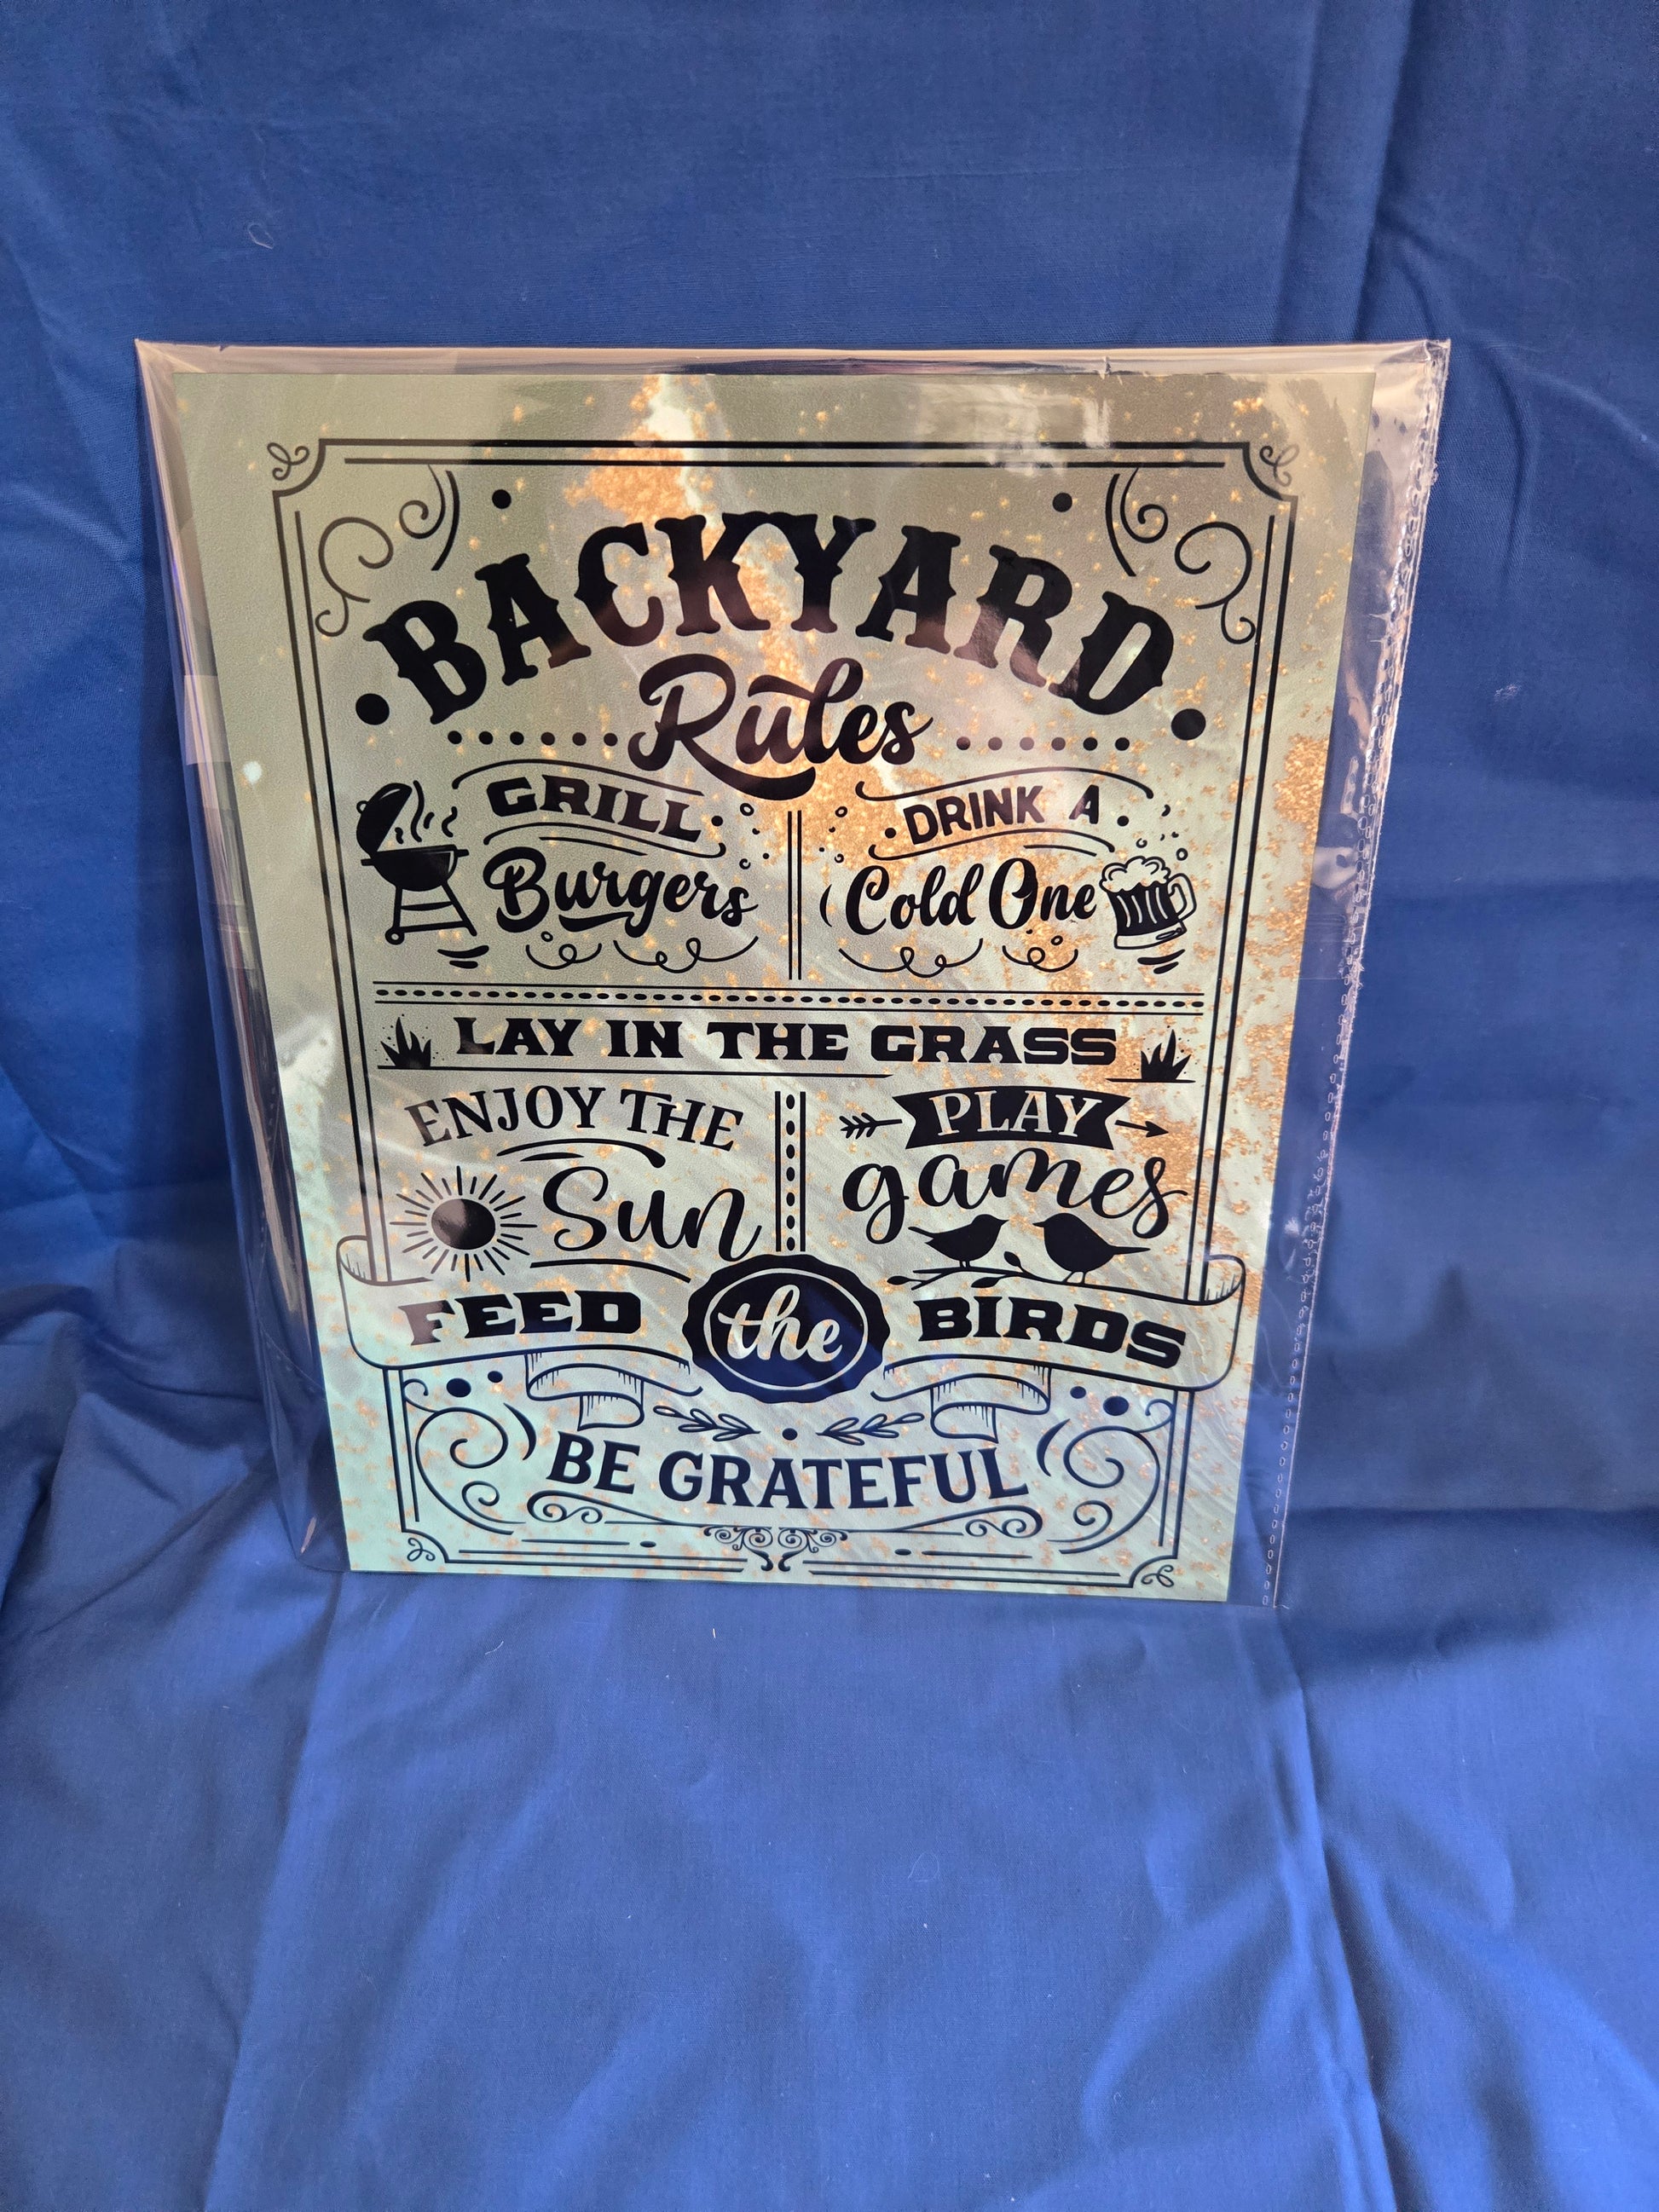 BACKYARD
Rules
GRILL
Burgers
DRINK A
Cold One
LAY IN THE GRASS
ENJOY THE
Sun
PLAY
games
FEED the BIRDS
BE GRATEFUL